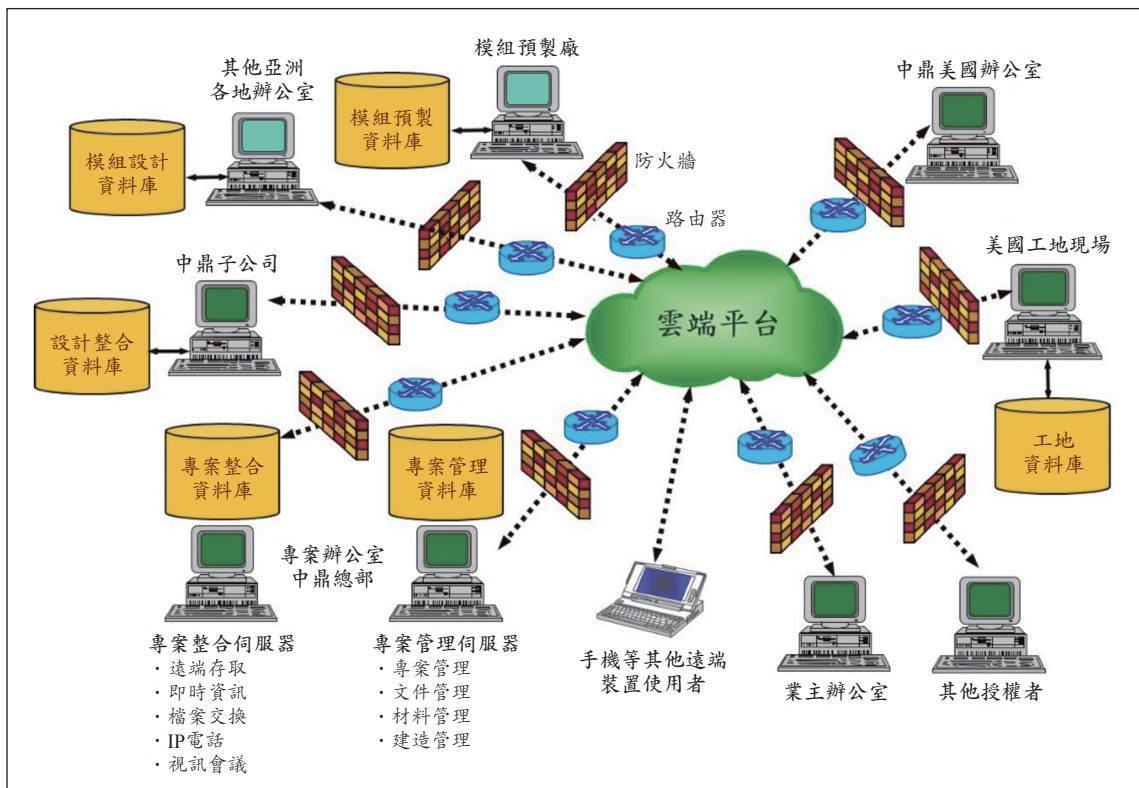 其他亞洲
各地辦公室
模組設計
資料庫
模組預製廠
模組預製
資料庫
防火牆
路由器
中鼎美國辦公室
美國工地現場
工地
資料庫
中鼎子公司
設計整合
資料庫
雲端平台
專案整合
資料庫
專案管理
資料庫
專案辦公室
中鼎總部
專案整合伺服器
・遠端存取
・即時資訊
・檔案交換
・IP電話
・視訊會議
專案管理伺服器
・專案管理
・文件管理
・材料管理
・建造管理
手機等其他遠端
裝置使用者
業主辦公室
其他授權者